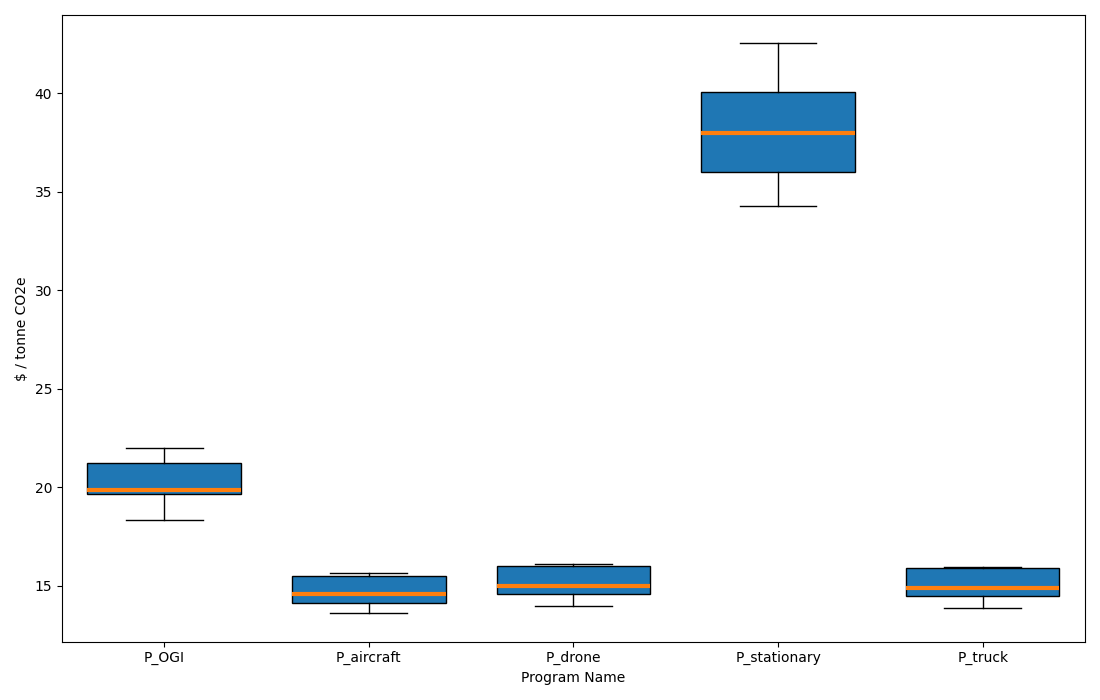 $ / tonne CO2e
40
35
30
25
20
15
P_OGI P_aircraft P_drone P_stationary P_truck
Program Name